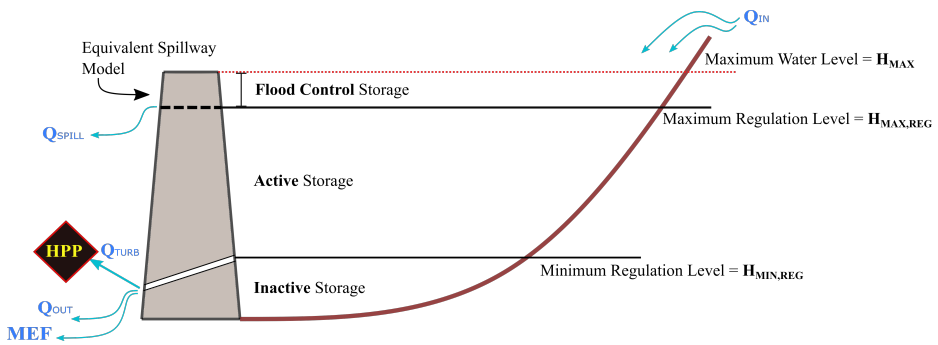 Q_IN
Equivalent Spillway
Model
Maximum Water Level = H_MAX
Flood Control Storage
Q_SPILL
Maximum Regulation Level = H_MAX,REG
Active Storage
HPP
Q_TURB
Minimum Regulation Level = H_MIN,REG
Inactive Storage
Q_OUT
MEF